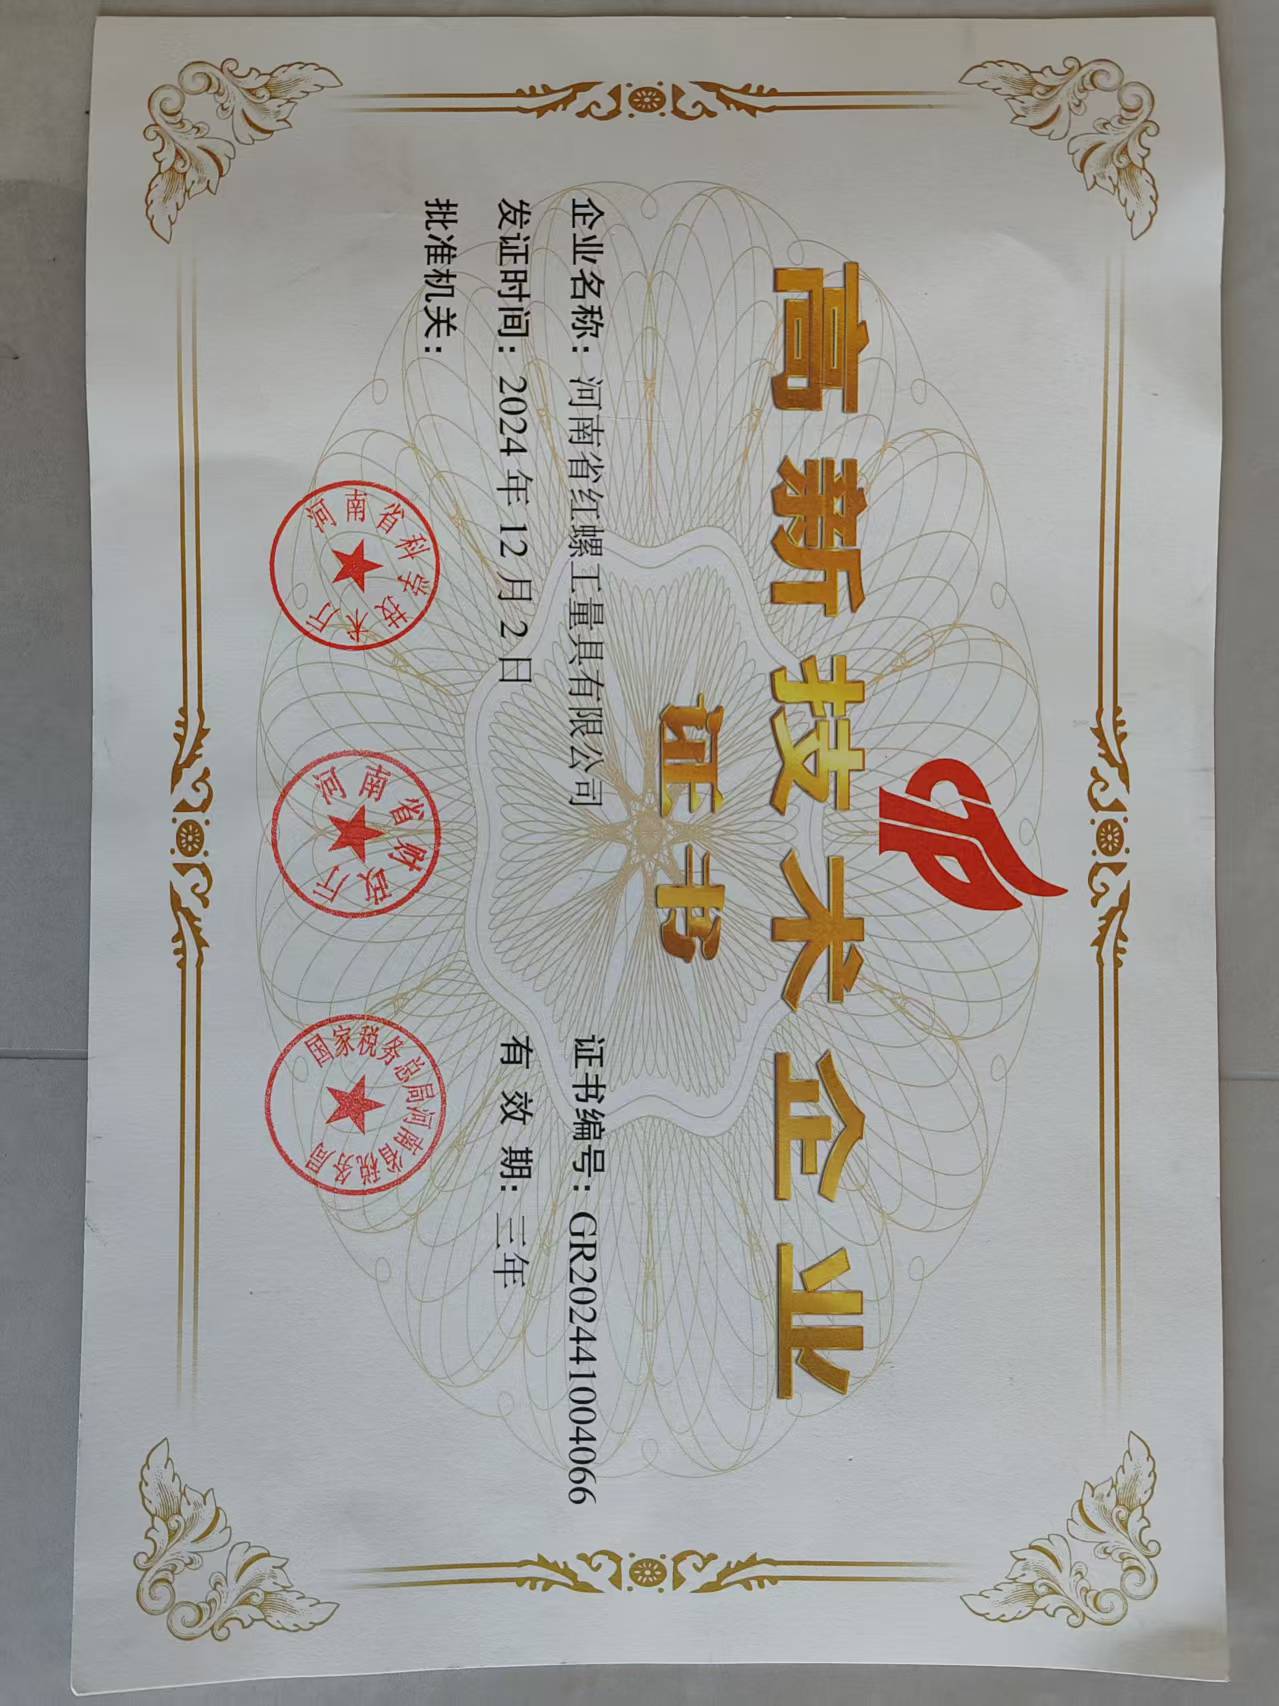 高新技术企业
证书
企业名称：河南省红螺工量具有限公司
证书编号：GR202441004066
发证时间：2024年12月2日
有效期：三年
批准机关：
河南省科学技术厅
河南省财政厅
国家税务总局河南省税务局